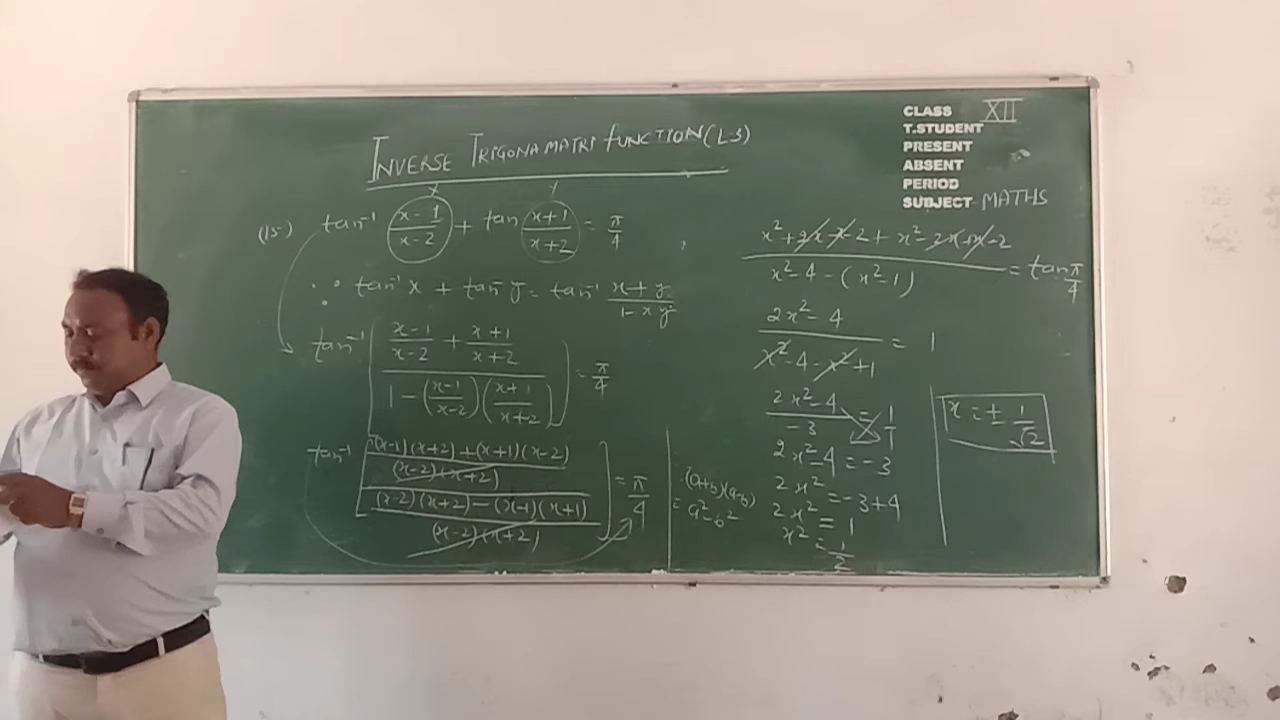 INVERSE TRIGONAMATRI FUNCTION(L-3)
CLASS XII
T.STUDENT
PRESENT
ABSENT
PERIOD
SUBJECT MATHS
x y
(15) tan⁻¹ (x-1)/(x-2) + tan (x+1)/(x+2) = π/4
∵ tan⁻¹ x + tan⁻ y = tan⁻¹ (x+y)/(1-xy)
tan⁻¹ [((x-1)/(x-2) + (x+1)/(x+2)) / (1-((x-1)/(x-2))((x+1)/(x+2)))] = π/4
tan⁻¹ [((x-1)(x+2)+(x+1)(x-2))/((x-2)(x+2)) / ((x-2)(x+2)-(x-1)(x+1))/((x-2)(x+2))] = π/4
(a+b)(a-b)
= a²-b²
(x²+2x-x-2+x²-2x+x-2)/(x²-4-(x²-1)) = tan π/4
(2x²-4)/(x²-4-x²+1) = 1
(2x²-4)/(-3) = 1/1
2x²-4=-3
2x²=-3+4
2x² = 1
x² = 1/2
x = ± 1/√2